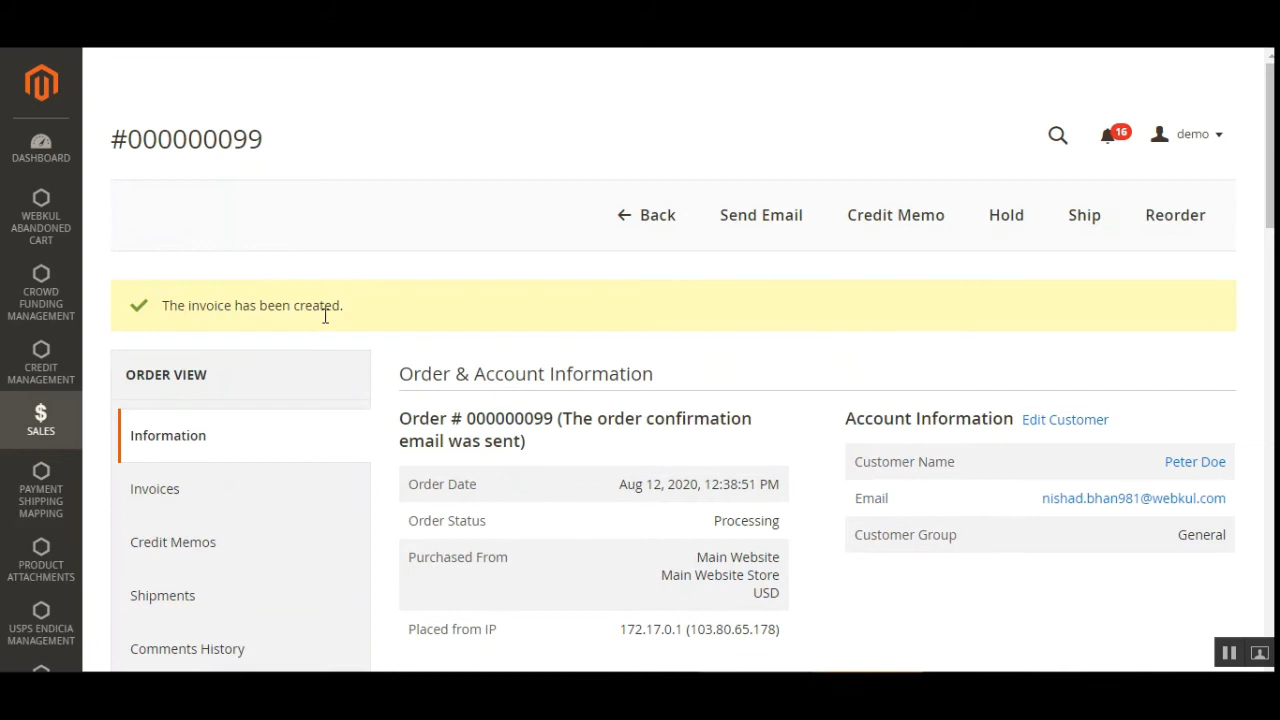 #000000099
16
demo
Back
Send Email
Credit Memo
Hold
Ship
Reorder
DASHBOARD
WEBKUL
ABANDONED
CART
CROWD
FUNDING
MANAGEMENT
CREDIT
MANAGEMENT
$
SALES
PAYMENT
SHIPPING
MAPPING
PRODUCT
ATTACHMENTS
USPS ENDICIA
MANAGEMENT
The invoice has been created.
ORDER VIEW
Information
Invoices
Credit Memos
Shipments
Comments History
Order & Account Information
Order # 000000099 (The order confirmation
email was sent)
Order Date Aug 12, 2020, 12:38:51 PM
Order Status Processing
Purchased From Main Website
Main Website Store
USD
Placed from IP 172.17.0.1 (103.80.65.178)
Account Information Edit Customer
Customer Name Peter Doe
Email nishad.bhan981@webkul.com
Customer Group General